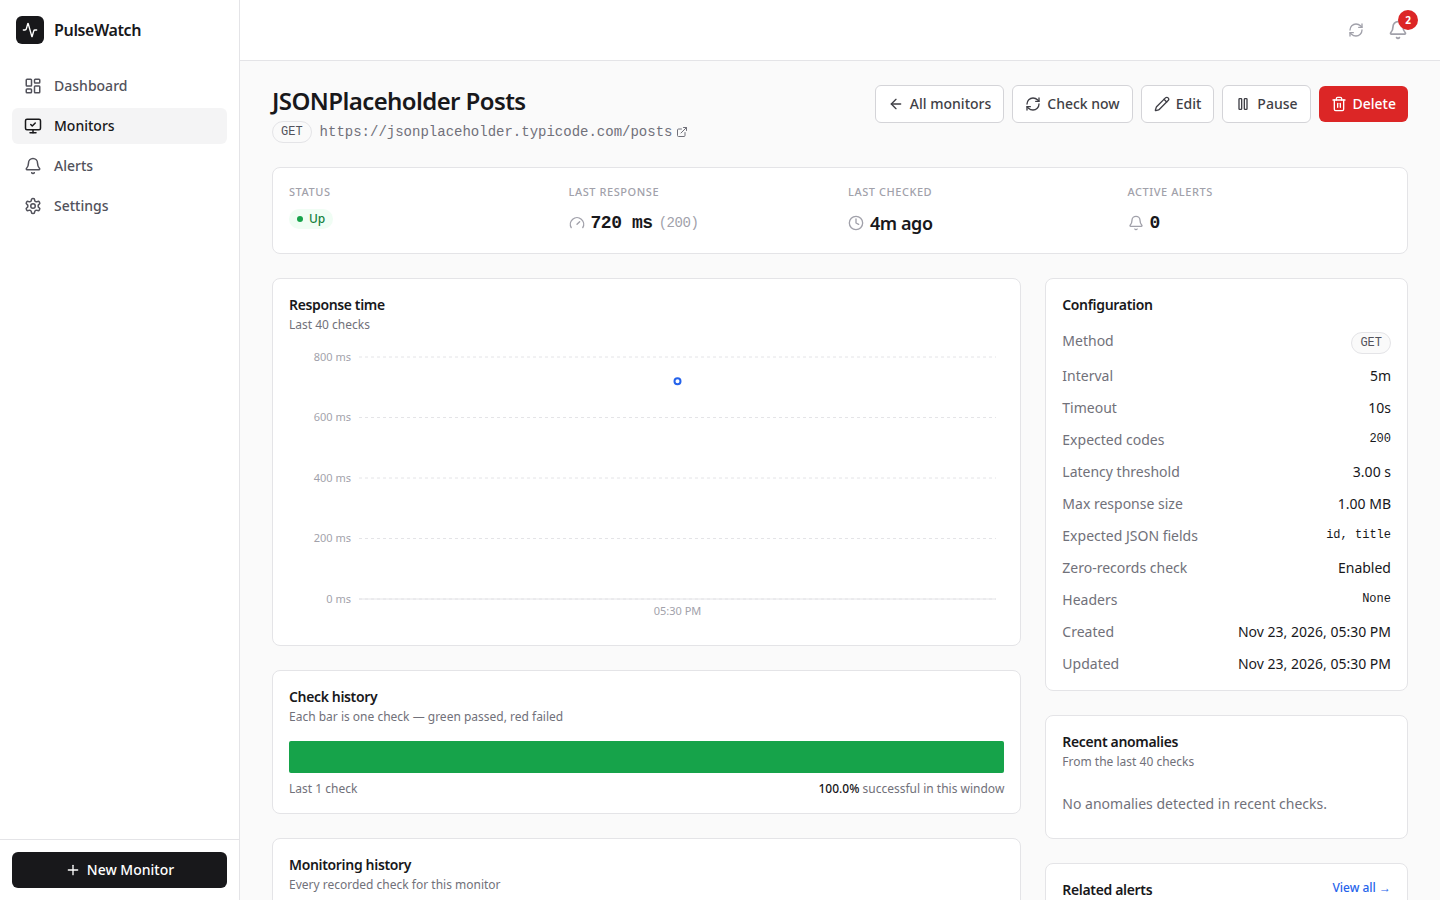 PulseWatch
Dashboard
Monitors
Alerts
Settings
New Monitor
2
JSONPlaceholder Posts
GET https://jsonplaceholder.typicode.com/posts
All monitors
Check now
Edit
Pause
Delete
STATUS
Up
LAST RESPONSE
720 ms (200)
LAST CHECKED
4m ago
ACTIVE ALERTS
0
Response time
Last 40 checks
800 ms
600 ms
400 ms
200 ms
0 ms
05:30 PM
Check history
Each bar is one check — green passed, red failed
Last 1 check
100.0% successful in this window
Monitoring history
Every recorded check for this monitor
Configuration
Method GET
Interval 5m
Timeout 10s
Expected codes 200
Latency threshold 3.00 s
Max response size 1.00 MB
Expected JSON fields id, title
Zero-records check Enabled
Headers None
Created Nov 23, 2026, 05:30 PM
Updated Nov 23, 2026, 05:30 PM
Recent anomalies
From the last 40 checks
No anomalies detected in recent checks.
Related alerts
View all →